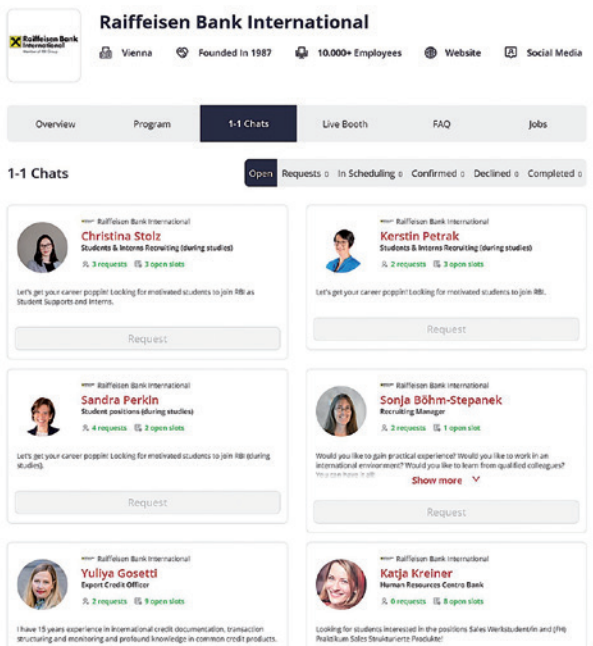 Raiffeisen Bank International
Raiffeisen Bank
International
Member of RBI Group
Vienna
Founded In 1987
10.000+ Employees
Website
Social Media
Overview
Program
1-1 Chats
Live Booth
FAQ
Jobs
1-1 Chats
Open
Requests 0
In Scheduling 0
Confirmed 0
Declined 0
Completed 0
Raiffeisen Bank International
Christina Stolz
Students & Interns Recruiting (during studies)
3 requests 3 open slots
Let's get your career poppin! Looking for motivated students to join RBI as
Student Supports and Interns.
Request
Raiffeisen Bank International
Kerstin Petrak
Students & Interns Recruiting (during studies)
2 requests 3 open slots
Let's get your career poppin! Looking for motivated students to join RBI.
Request
Raiffeisen Bank International
Sandra Perkin
Student positions (during studies)
4 requests 2 open slots
Let's get your career poppin! Looking for motivated students to join RBI (during
studies).
Request
Raiffeisen Bank International
Sonja Böhm-Stepanek
Recruiting Manager
2 requests 1 open slot
Would you like to gain practical experience? Would you like to work in an
international environment? Would you like to learn from qualified colleagues?
You can have it all!
Show more
Request
Raiffeisen Bank International
Yuliya Gosetti
Export Credit Officer
2 requests 9 open slots
I have 15 years experience in international credit documentation, transaction
structuring and monitoring and profound knowledge in common credit products.
Raiffeisen Bank International
Katja Kreiner
Human Resources Centro Bank
0 requests 8 open slots
Looking for students interested in the positions Sales Werkstudent/in and (FH)
Praktikum Sales Strukturierte Produkte!